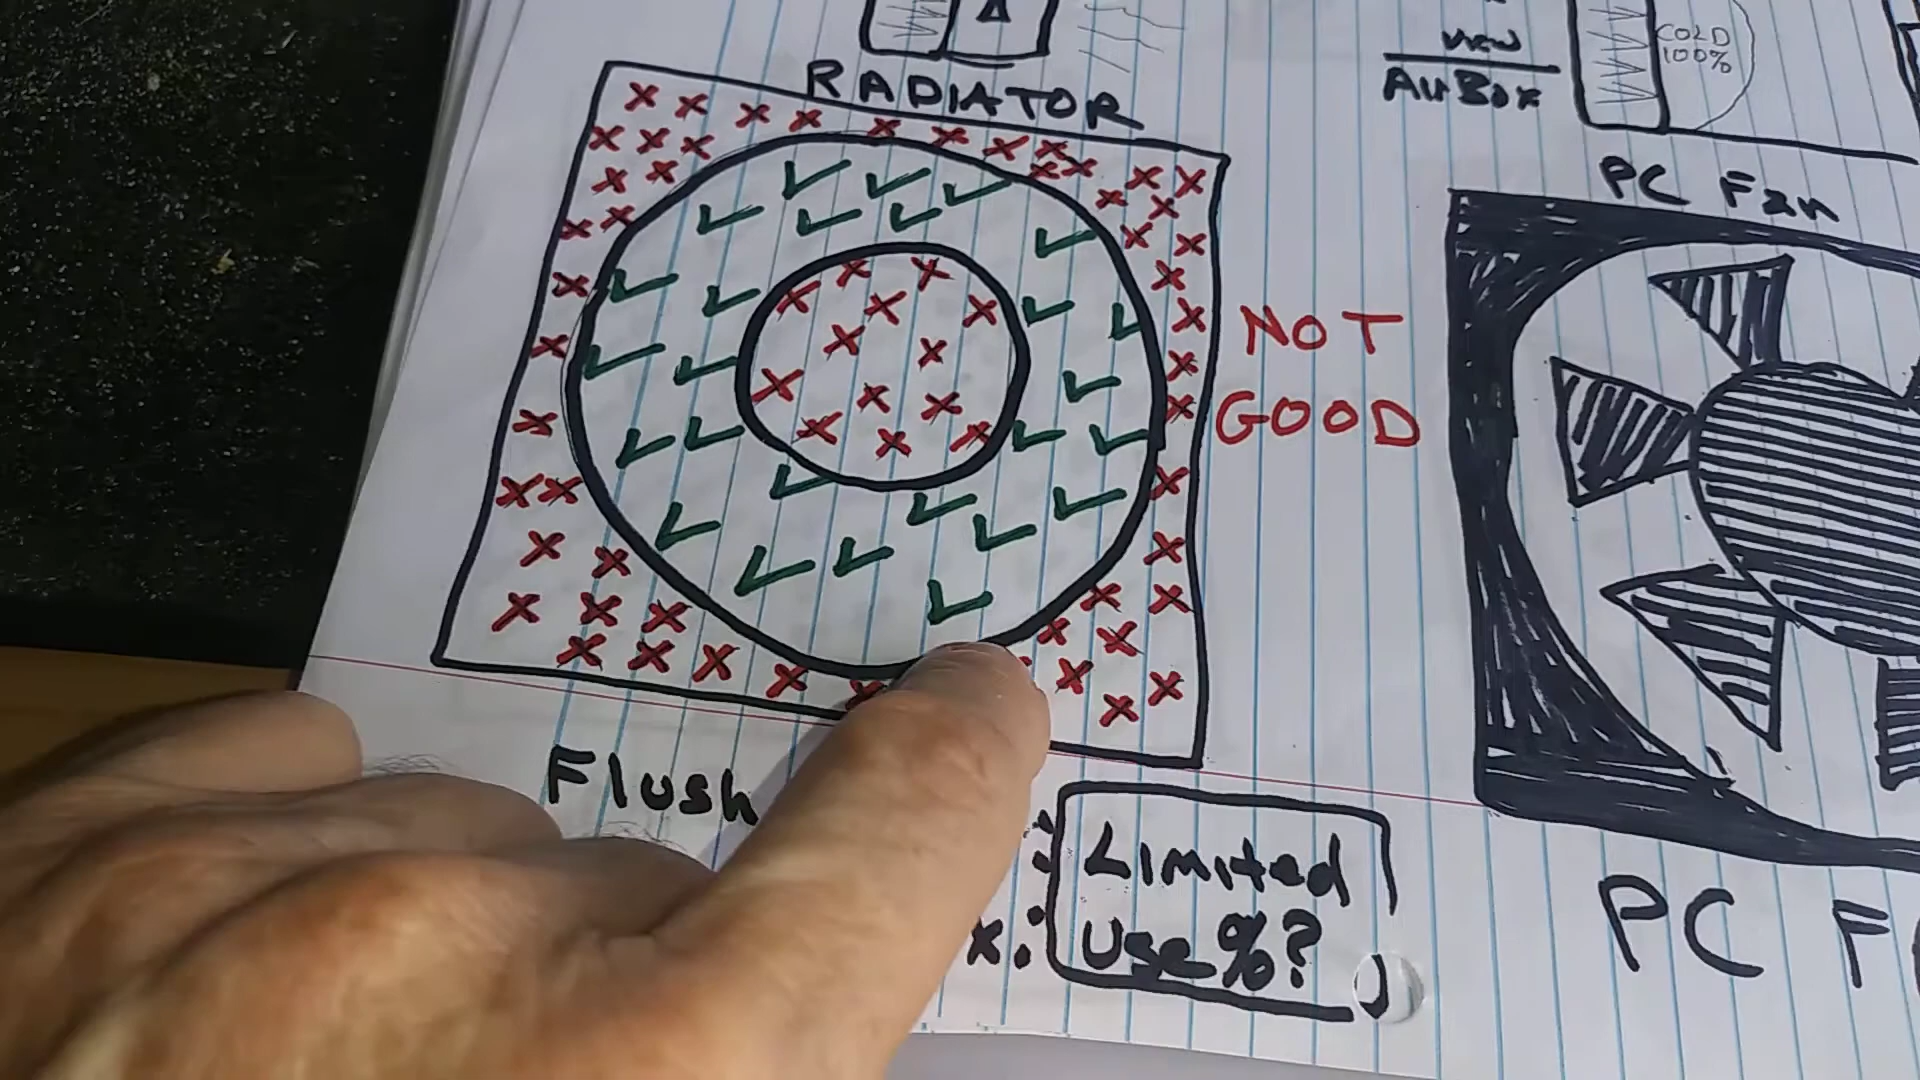 RADIATOR
NOT
GOOD
Flush
Limited
Use%?
View
AirBox
COLD
100%
PC Fan
PC F